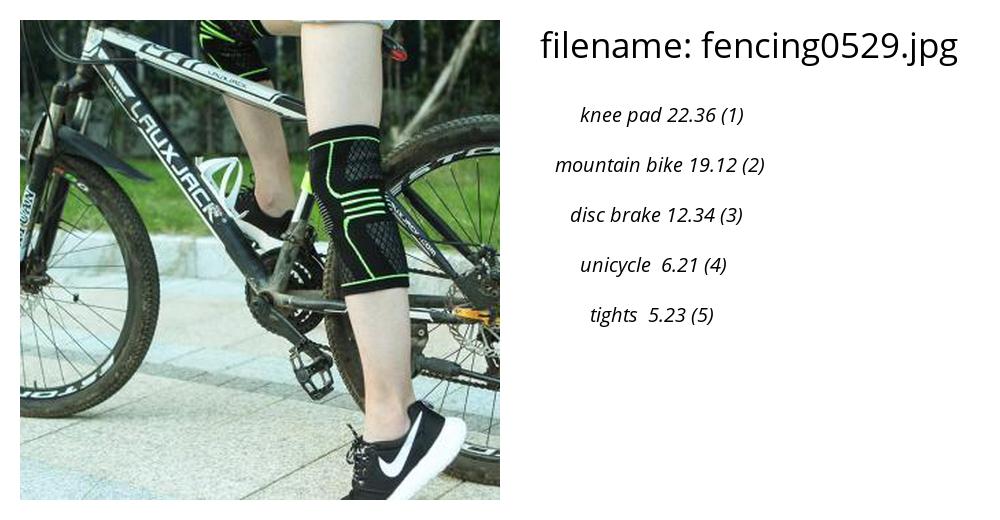 filename: fencing0529.jpg
knee pad 22.36 (1)
mountain bike 19.12 (2)
disc brake 12.34 (3)
unicycle 6.21 (4)
tights 5.23 (5)
LAUXJACK
LAUXJACK